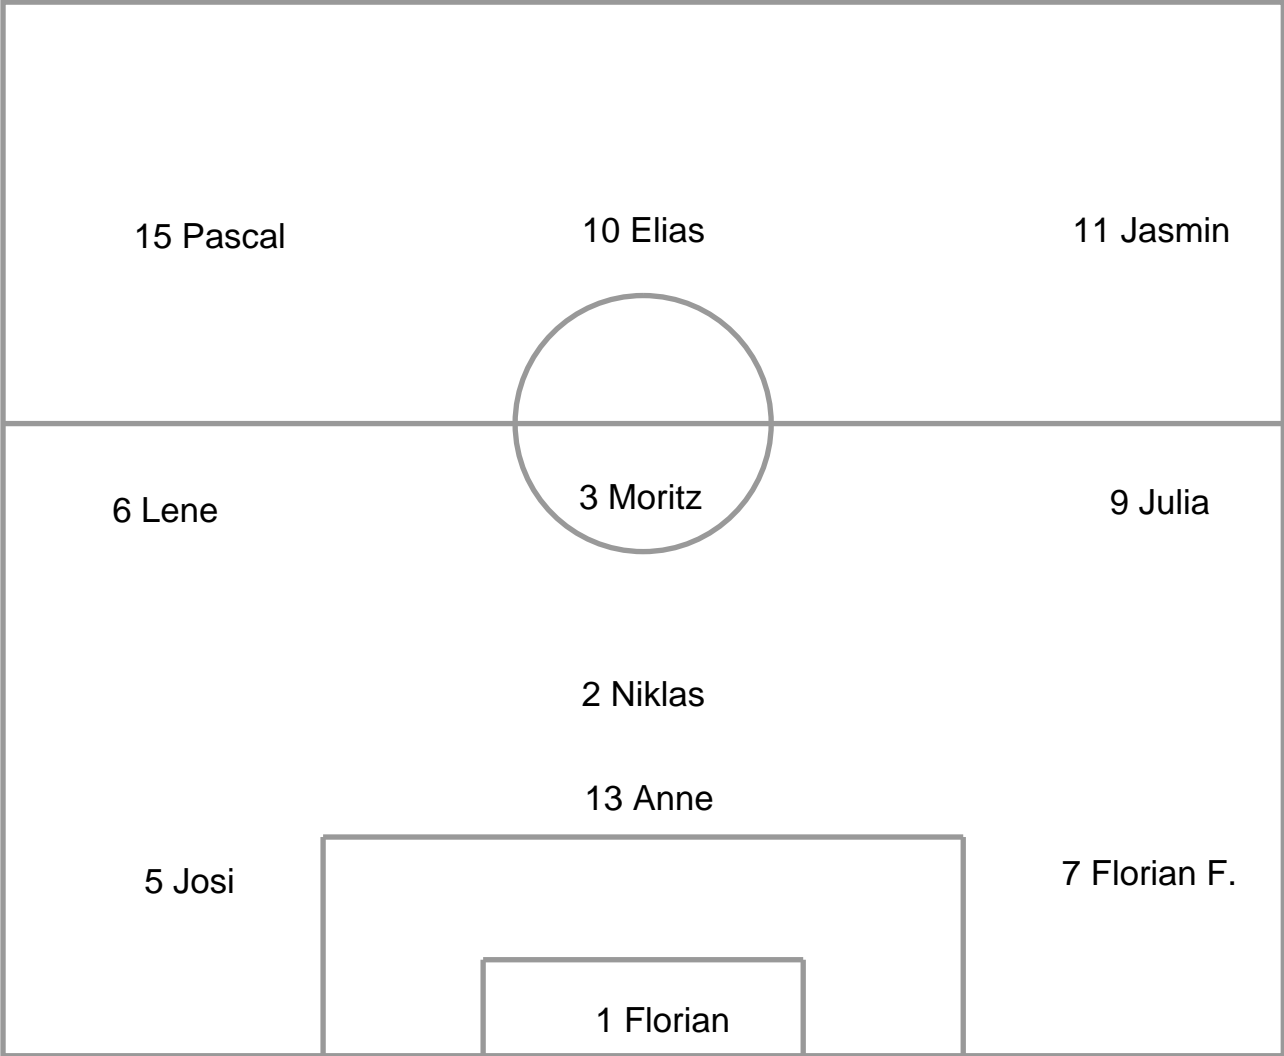 15 Pascal
10 Elias
11 Jasmin
6 Lene
3 Moritz
9 Julia
2 Niklas
13 Anne
5 Josi
7 Florian F.
1 Florian